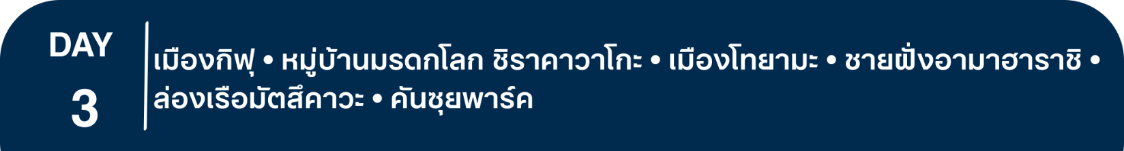 DAY
3
เมืองกิฟุ • หมู่บ้านมรดกโลก ชิราคาวาโกะ • เมืองโทยามะ • ชายฝั่งอามาฮาราชิ •
ล่องเรือมัตสึคาวะ • คันซุยพาร์ค